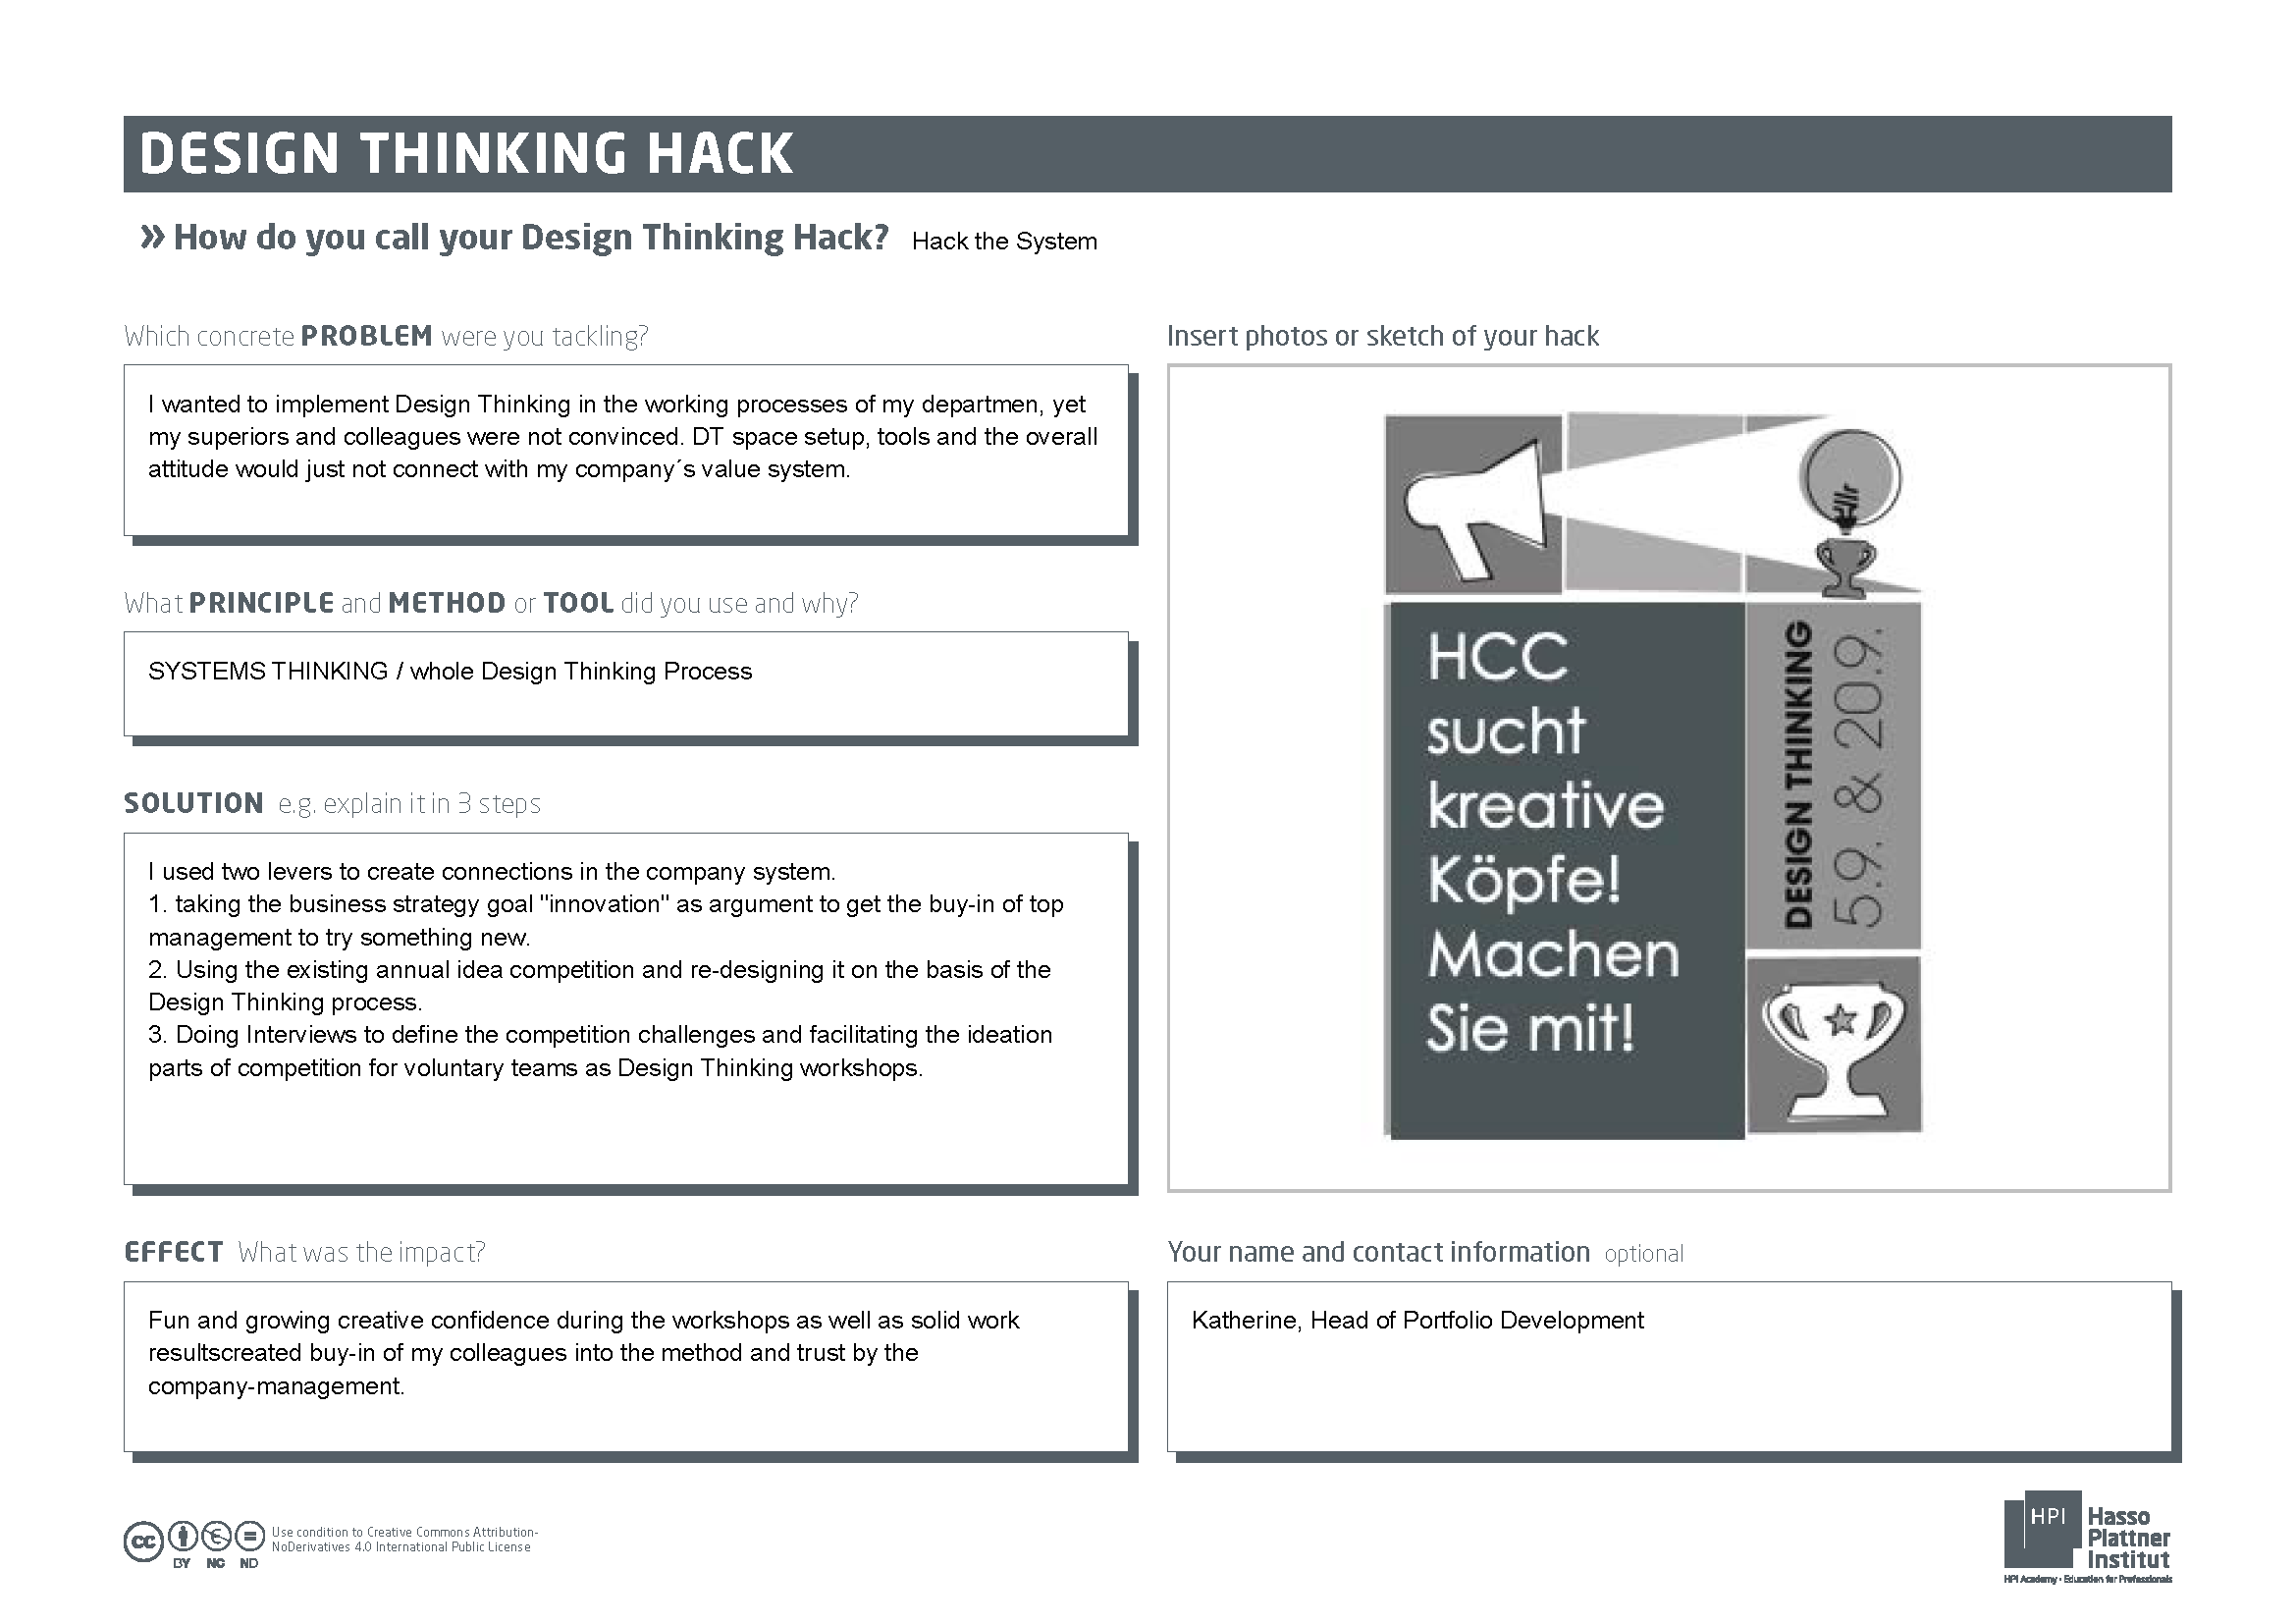 DESIGN THINKING HACK
» How do you call your Design Thinking Hack? Hack the System
Which concrete PROBLEM were you tackling?
I wanted to implement Design Thinking in the working processes of my departmen, yet
my superiors and colleagues were not convinced. DT space setup, tools and the overall
attitude would just not connect with my company´s value system.
What PRINCIPLE and METHOD or TOOL did you use and why?
SYSTEMS THINKING / whole Design Thinking Process
SOLUTION e.g. explain it in 3 steps
I used two levers to create connections in the company system.
1. taking the business strategy goal "innovation" as argument to get the buy-in of top
management to try something new.
2. Using the existing annual idea competition and re-designing it on the basis of the
Design Thinking process.
3. Doing Interviews to define the competition challenges and facilitating the ideation
parts of competition for voluntary teams as Design Thinking workshops.
EFFECT What was the impact?
Fun and growing creative confidence during the workshops as well as solid work
resultscreated buy-in of my colleagues into the method and trust by the
company-management.
Insert photos or sketch of your hack
HCC
sucht
kreative
Köpfe!
Machen
Sie mit!
DESIGN THINKING
5.9. & 20.9.
Your name and contact information optional
Katherine, Head of Portfolio Development
cc
BY NC ND
Use condition to Creative Commons Attribution-
NoDerivatives 4.0 International Public License
HPI
Hasso
Plattner
Institut
HPI Academy • Education for Professionals